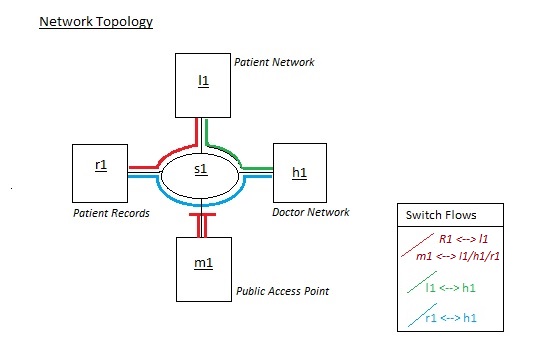 Network Topology
Patient Network
l1
r1
s1
h1
Patient Records
Doctor Network
m1
Public Access Point
Switch Flows
R1 <--> l1
m1 <--> l1/h1/r1
l1 <--> h1
r1 <--> h1